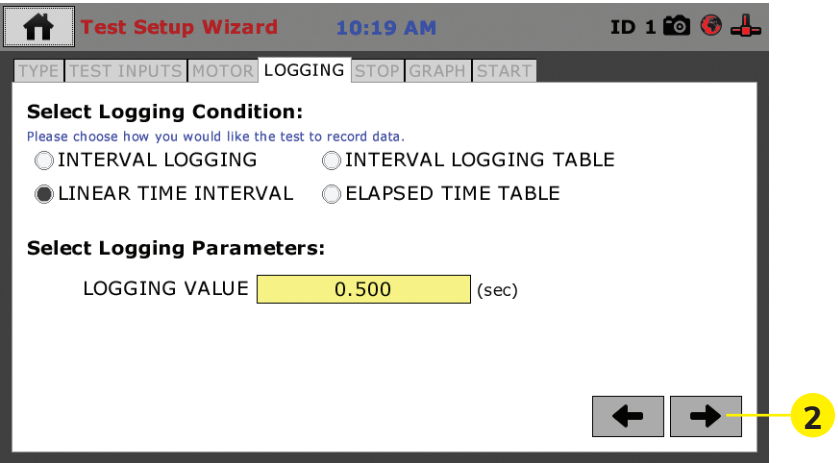 Test Setup Wizard 10:19 AM ID 1
TYPE TEST INPUTS MOTOR LOGGING STOP GRAPH START
Select Logging Condition:
Please choose how you would like the test to record data.
INTERVAL LOGGING INTERVAL LOGGING TABLE
LINEAR TIME INTERVAL ELAPSED TIME TABLE
Select Logging Parameters:
LOGGING VALUE 0.500 (sec)
2